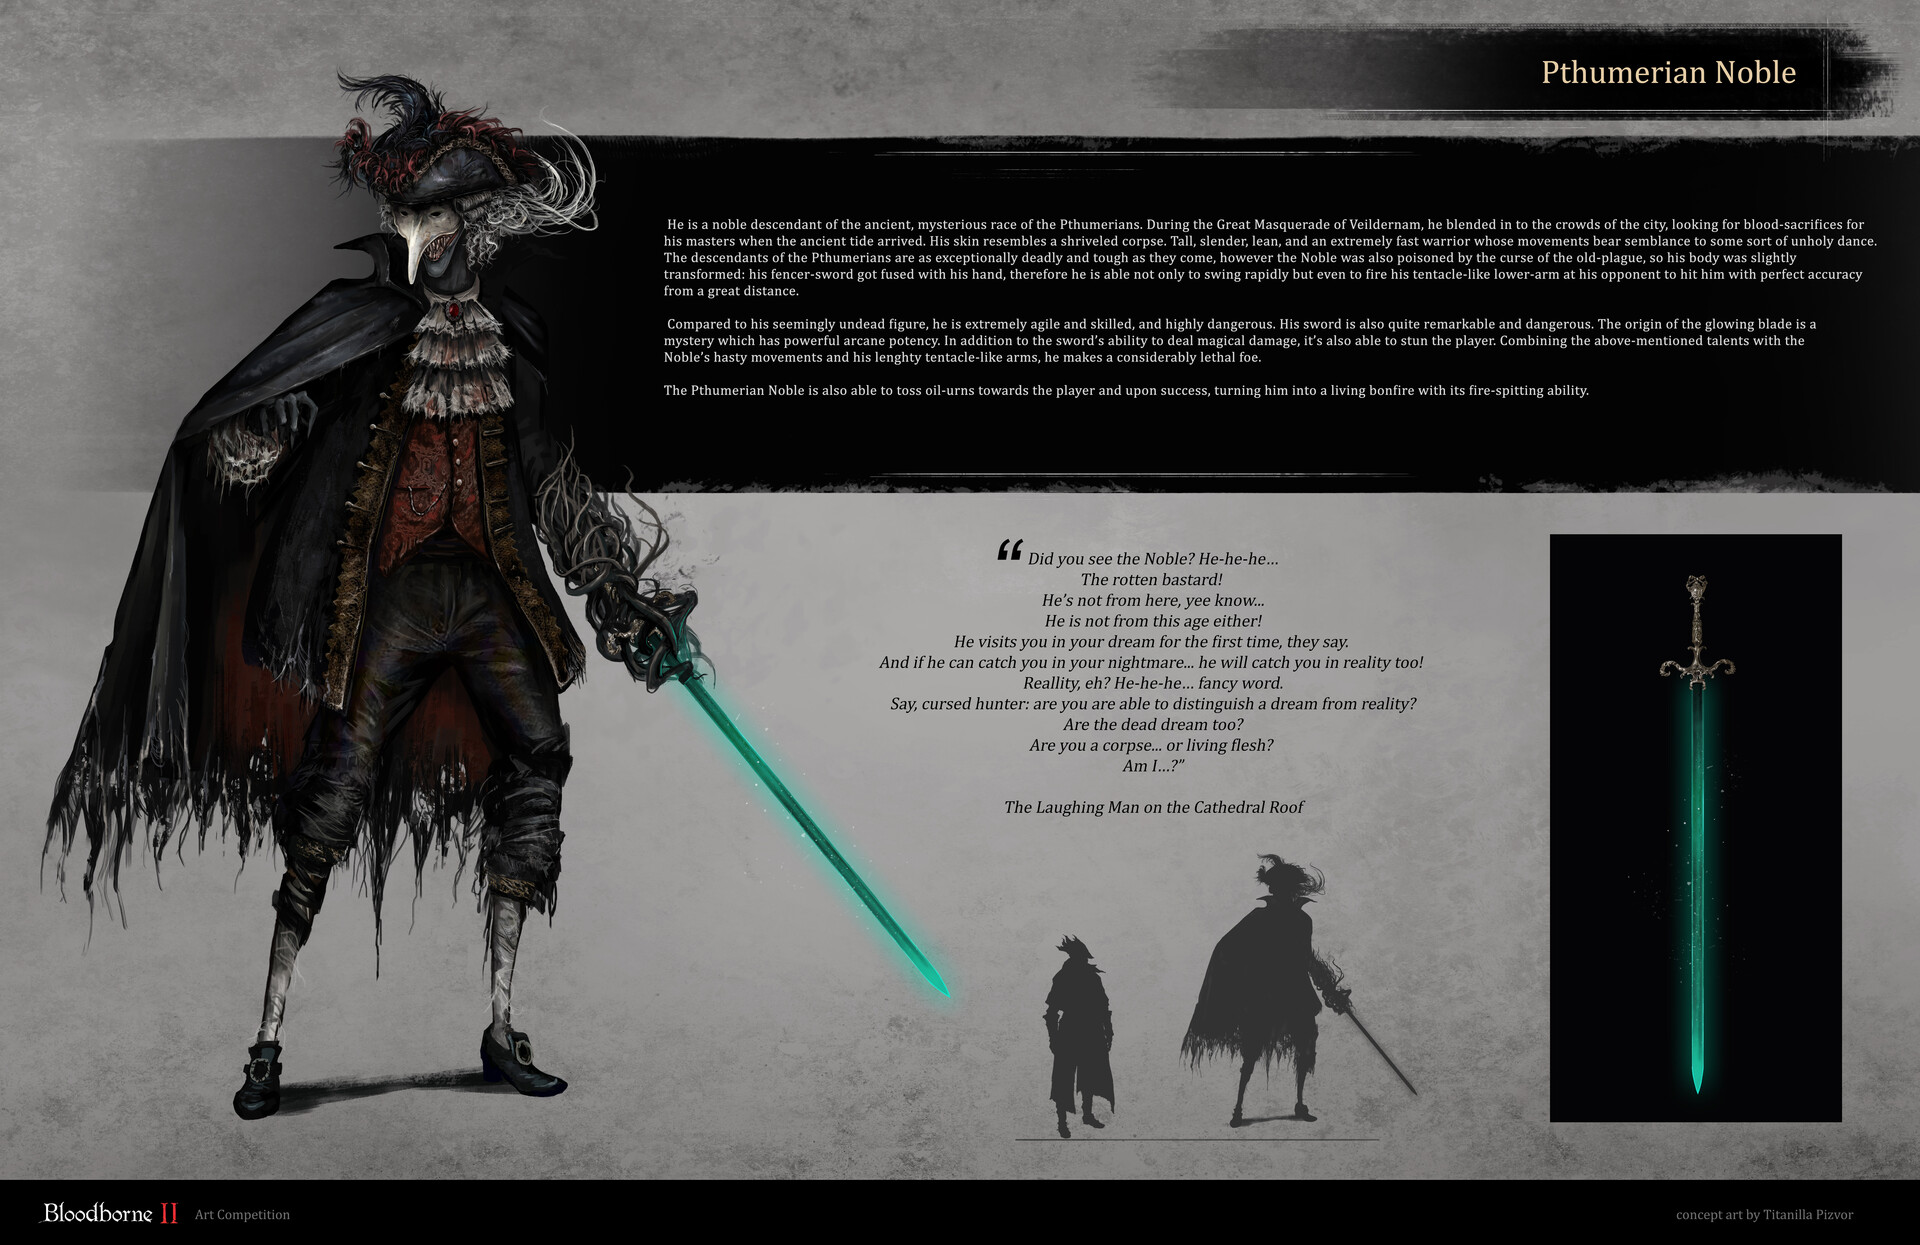 Pthumerian Noble
He is a noble descendant of the ancient, mysterious race of the Pthumerians. During the Great Masquerade of Veildernam, he blended in to the crowds of the city, looking for blood-sacrifices for
his masters when the ancient tide arrived. His skin resembles a shriveled corpse. Tall, slender, lean, and an extremely fast warrior whose movements bear semblance to some sort of unholy dance.
The descendants of the Pthumerians are as exceptionally deadly and tough as they come, however the Noble was also poisoned by the curse of the old-plague, so his body was slightly
transformed: his fencer-sword got fused with his hand, therefore he is able not only to swing rapidly but even to fire his tentacle-like lower-arm at his opponent to hit him with perfect accuracy
from a great distance.
Compared to his seemingly undead figure, he is extremely agile and skilled, and highly dangerous. His sword is also quite remarkable and dangerous. The origin of the glowing blade is a
mystery which has powerful arcane potency. In addition to the sword's ability to deal magical damage, it's also able to stun the player. Combining the above-mentioned talents with the
Noble's hasty movements and his lenghty tentacle-like arms, he makes a considerably lethal foe.
The Pthumerian Noble is also able to toss oil-urns towards the player and upon success, turning him into a living bonfire with its fire-spitting ability.
“Did you see the Noble? He-he-he...
The rotten bastard!
He's not from here, yee know...
He is not from this age either!
He visits you in your dream for the first time, they say.
And if he can catch you in your nightmare... he will catch you in reality too!
Reallity, eh? He-he-he... fancy word.
Say, cursed hunter: are you are able to distinguish a dream from reality?
Are the dead dream too?
Are you a corpse... or living flesh?
Am I...?”
The Laughing Man on the Cathedral Roof
Bloodborne II Art Competition
concept art by Titanilla Pizvor